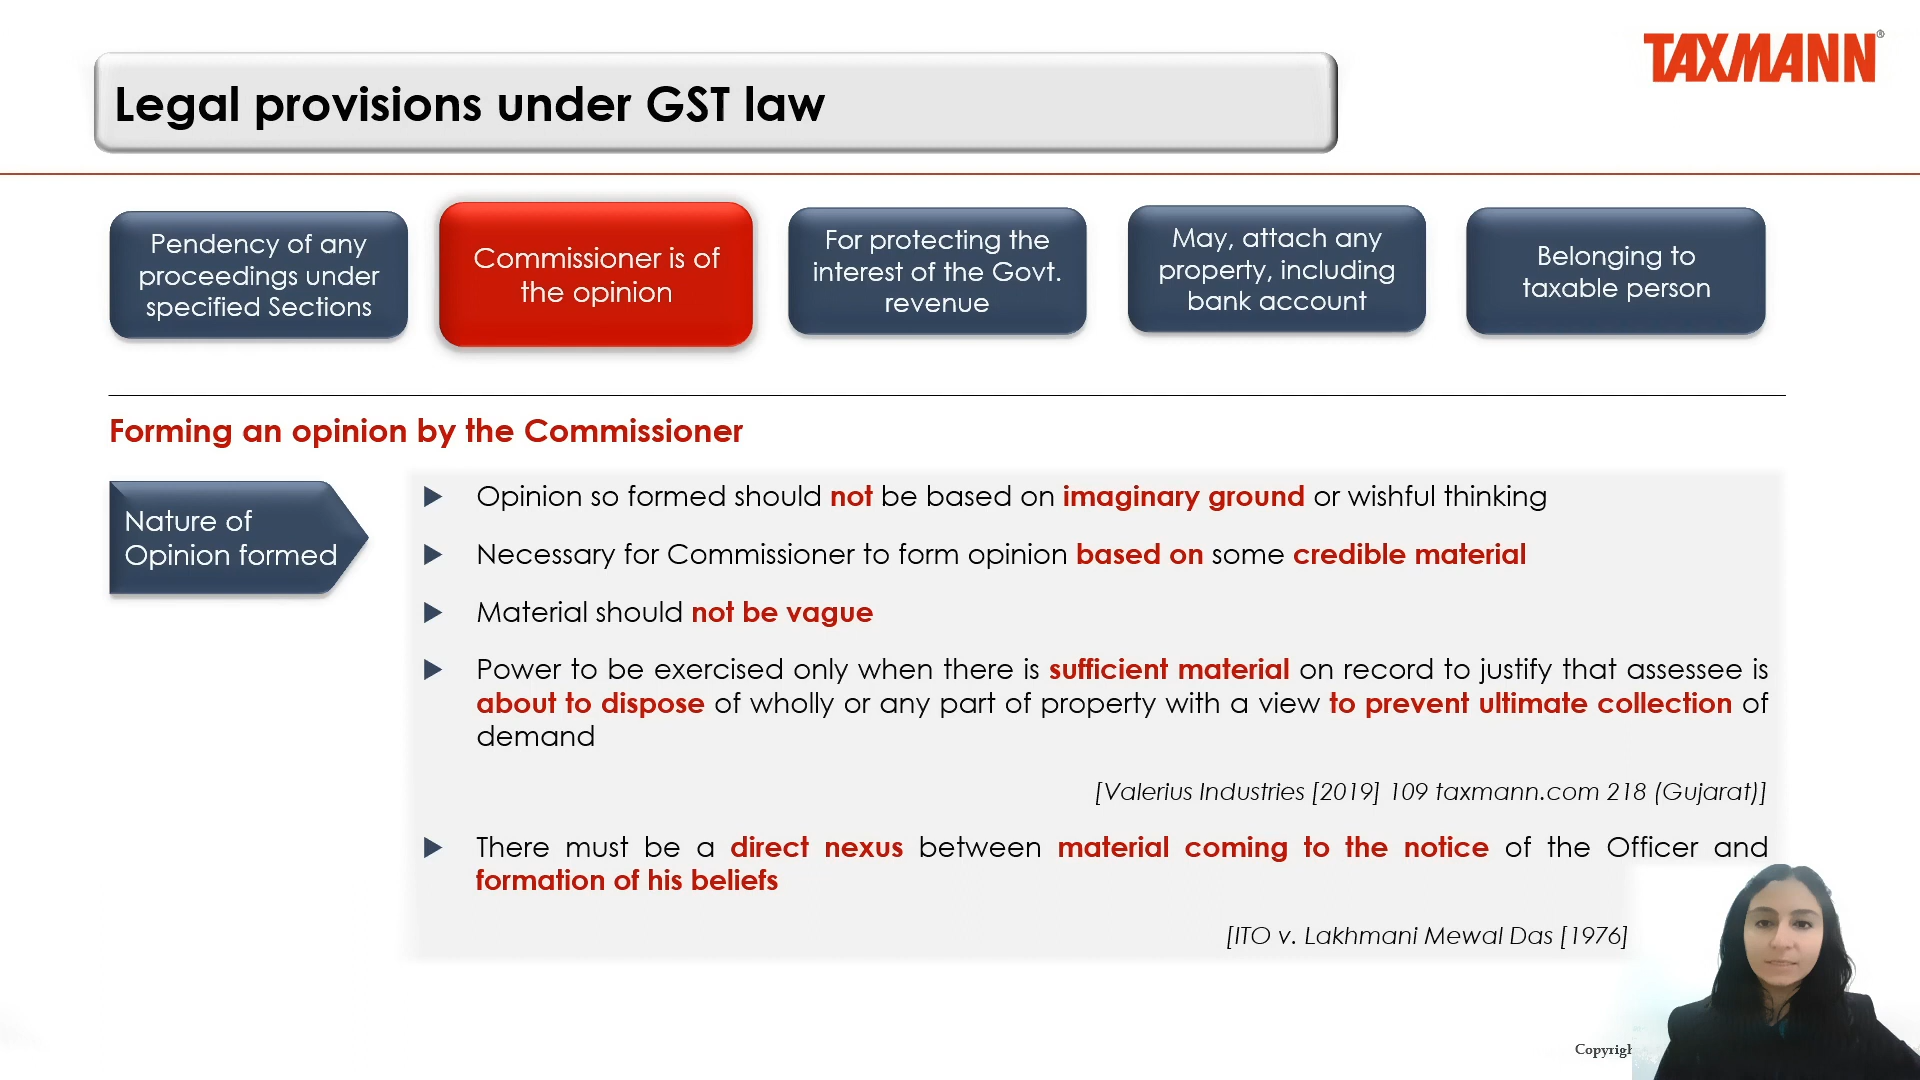 TAXMANN®
Legal provisions under GST law
Pendency of any
proceedings under
specified Sections
Commissioner is of
the opinion
For protecting the
interest of the Govt.
revenue
May, attach any
property, including
bank account
Belonging to
taxable person
Forming an opinion by the Commissioner
Nature of
Opinion formed
Opinion so formed should not be based on imaginary ground or wishful thinking
Necessary for Commissioner to form opinion based on some credible material
Material should not be vague
Power to be exercised only when there is sufficient material on record to justify that assessee is
about to dispose of wholly or any part of property with a view to prevent ultimate collection of
demand
[Valerius Industries [2019] 109 taxmann.com 218 (Gujarat)]
There must be a direct nexus between material coming to the notice of the Officer and
formation of his beliefs
[ITO v. Lakhmani Mewal Das [1976]